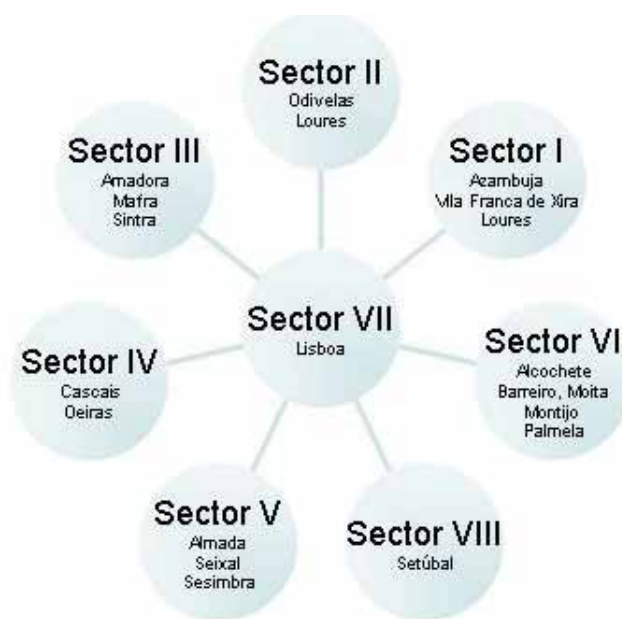 Sector II
Odivelas
Loures
Sector III
Amadora
Mafra
Sintra
Sector I
Azambuja
Vila Franca de Xira
Loures
Sector VII
Lisboa
Sector IV
Cascais
Oeiras
Sector VI
Alcochete
Barreiro, Moita
Montijo
Palmela
Sector V
Almada
Seixal
Sesimbra
Sector VIII
Setúbal